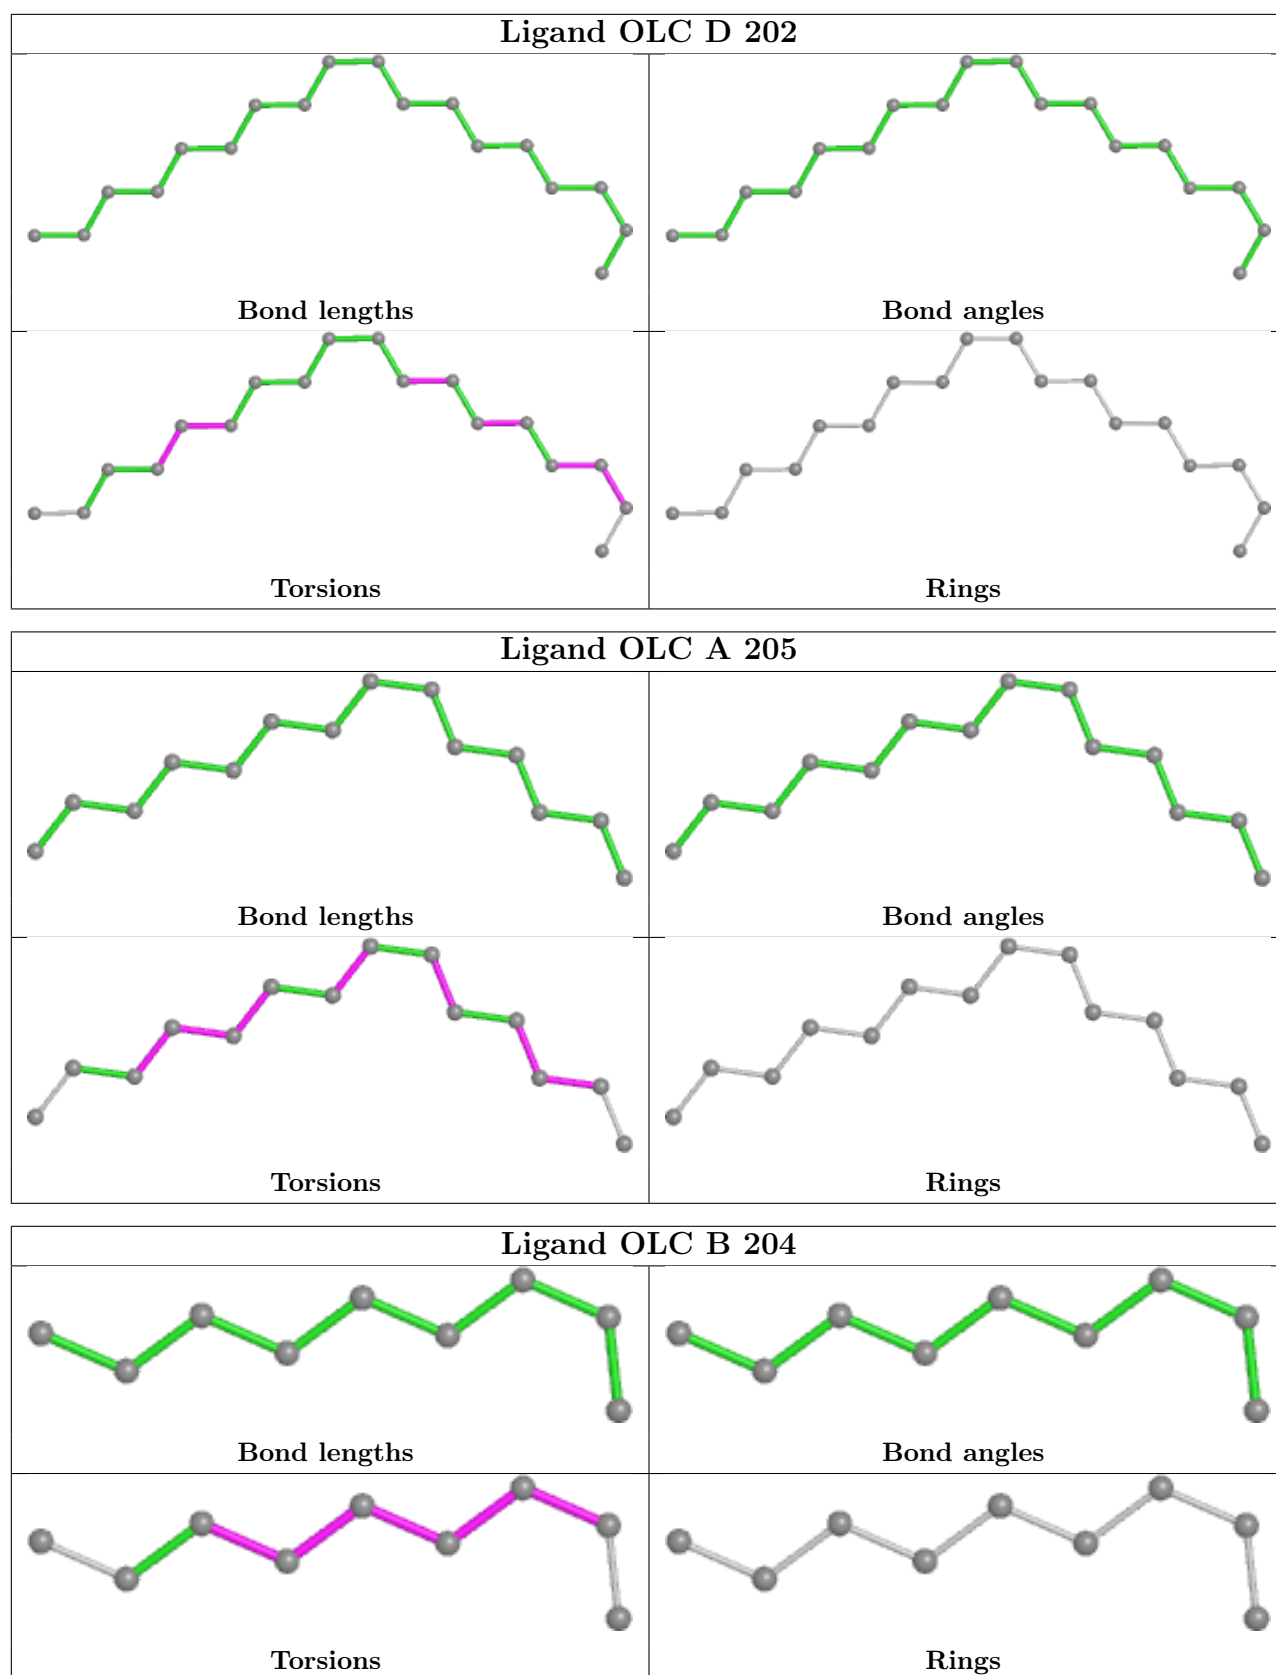 Ligand OLC D 202
Bond lengths
Bond angles
Torsions
Rings
Ligand OLC A 205
Bond lengths
Bond angles
Torsions
Rings
Ligand OLC B 204
Bond lengths
Bond angles
Torsions
Rings